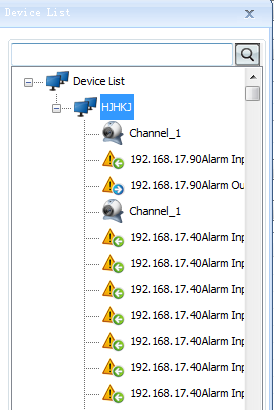 Device List
Device List
HJHKJ
Channel_1
192.168.17.90Alarm Inp
192.168.17.90Alarm Ou
Channel_1
192.168.17.40Alarm Inp
192.168.17.40Alarm Inp
192.168.17.40Alarm Inp
192.168.17.40Alarm Inp
192.168.17.40Alarm Inp
192.168.17.40Alarm Inp
192.168.17.40Alarm Inp